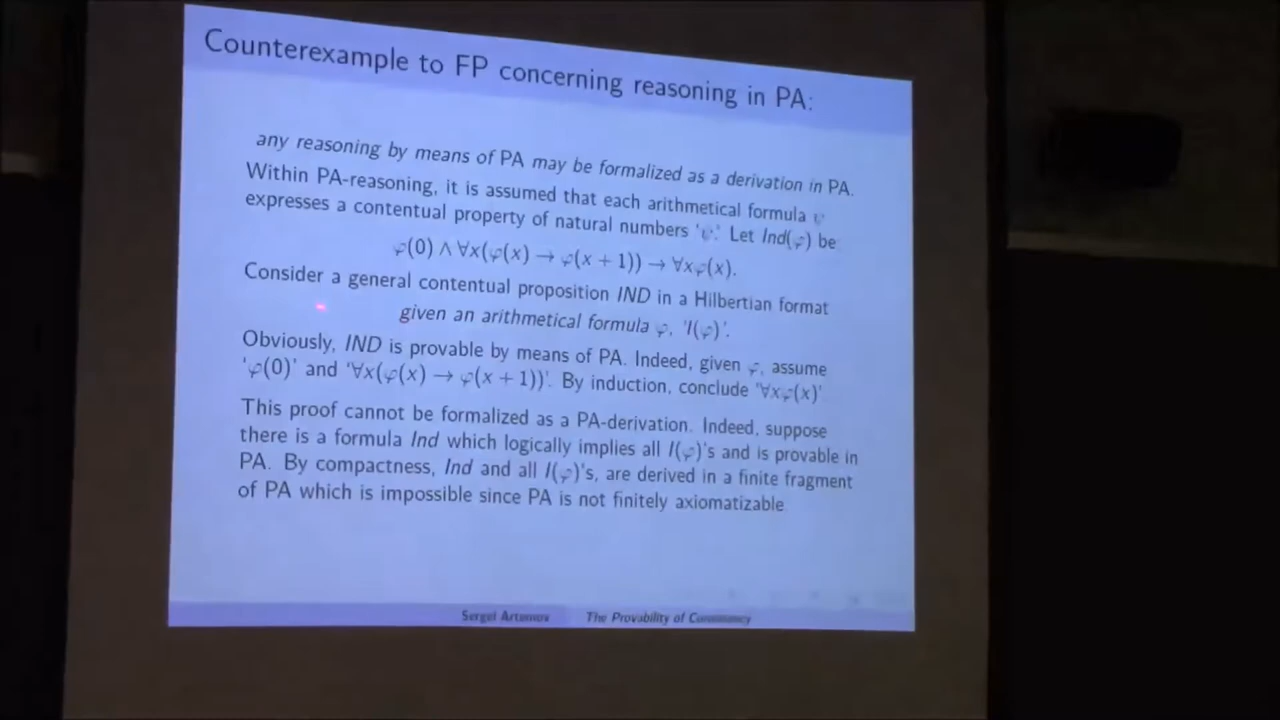 Counterexample to FP concerning reasoning in PA:
any reasoning by means of PA may be formalized as a derivation in PA.
Within PA-reasoning, it is assumed that each arithmetical formula ψ
expresses a contentual property of natural numbers 'ψ'. Let Ind(φ) be
φ(0) ∧ ∀x(φ(x) → φ(x + 1)) → ∀xφ(x).
Consider a general contentual proposition IND in a Hilbertian format
given an arithmetical formula φ, 'I(φ)'.
Obviously, IND is provable by means of PA. Indeed, given φ, assume
'φ(0)' and '∀x(φ(x) → φ(x + 1))'. By induction, conclude '∀xφ(x)'
This proof cannot be formalized as a PA-derivation. Indeed, suppose
there is a formula Ind which logically implies all I(φ)'s and is provable in
PA. By compactness, Ind and all I(φ)'s, are derived in a finite fragment
of PA which is impossible since PA is not finitely axiomatizable.
Sergei Artemov The Provability of Consistency